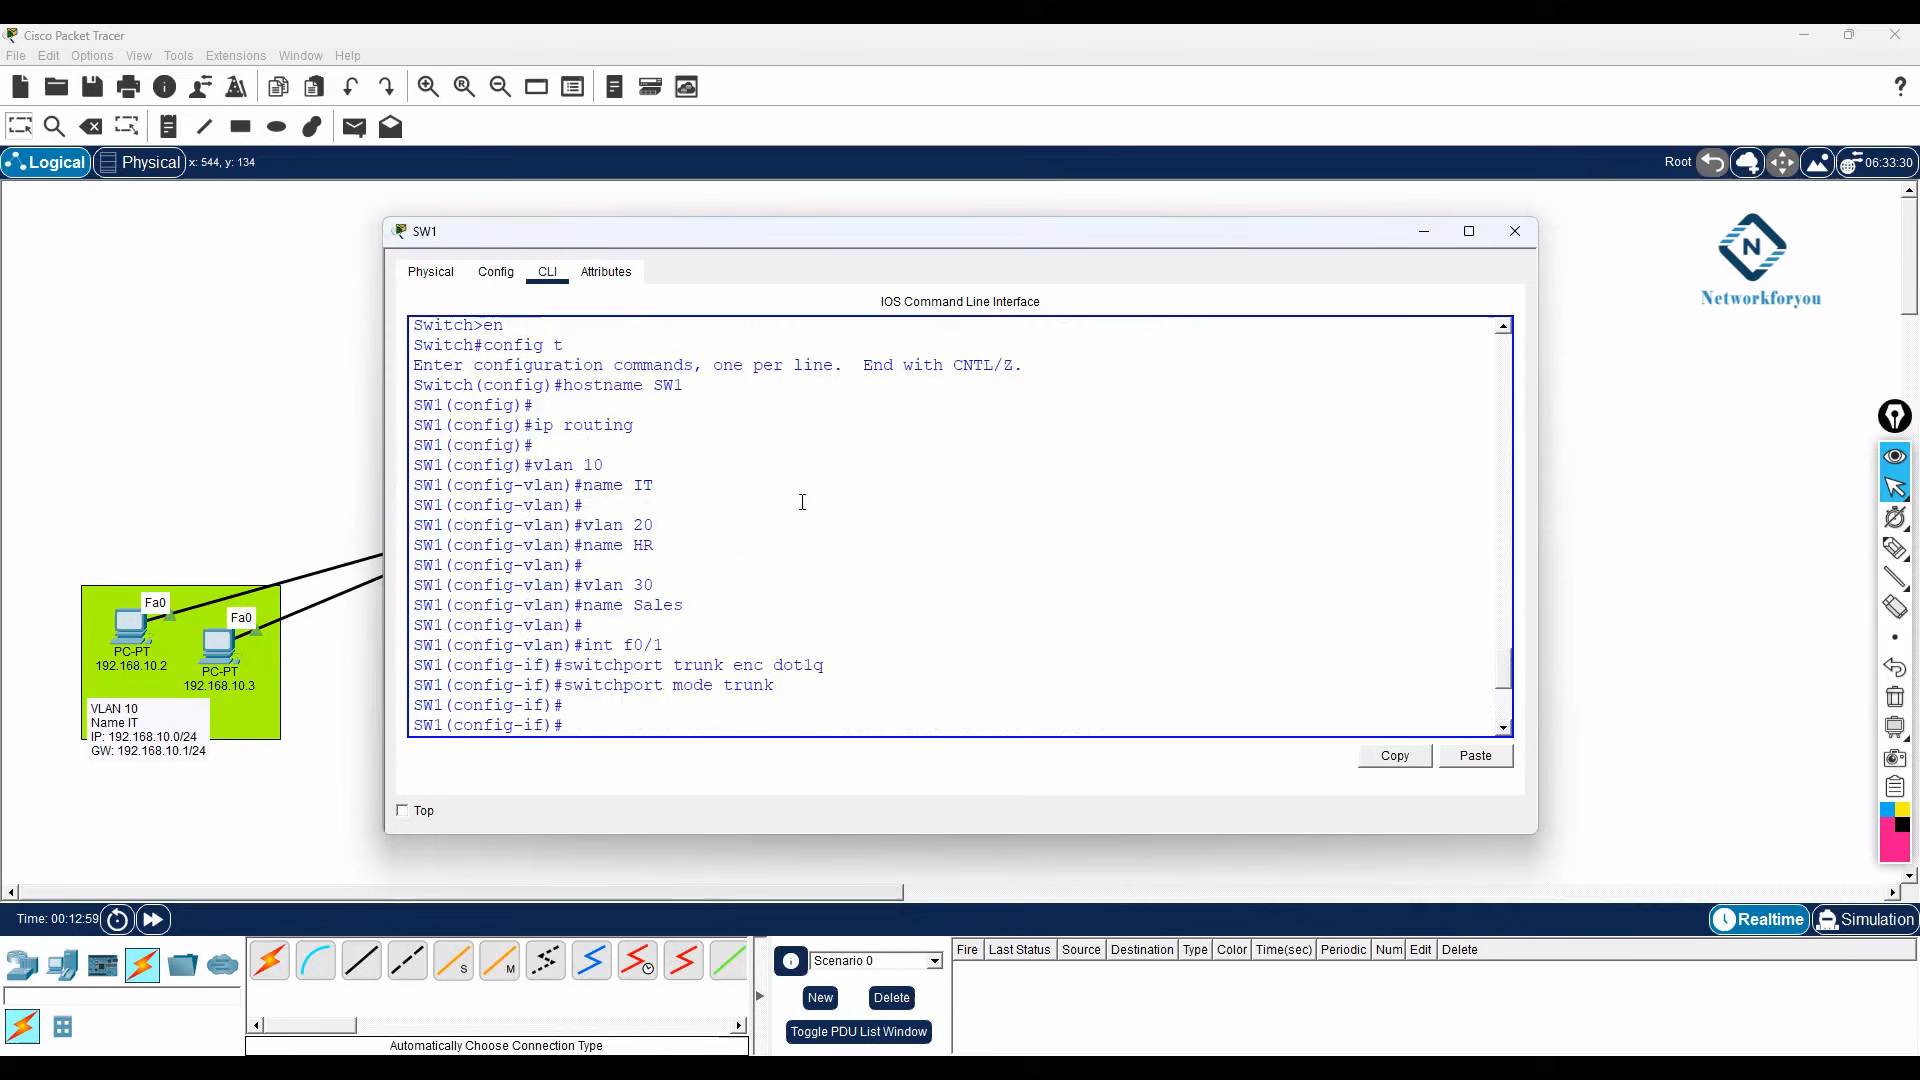 Cisco Packet Tracer
File Edit Options View Tools Extensions Window Help
Logical Physical x: 544, y: 134 Root 06:33:30
N
Networkforyou
SW1
Physical Config CLI Attributes
IOS Command Line Interface
Switch>en
Switch#config t
Enter configuration commands, one per line.  End with CNTL/Z.
Switch(config)#hostname SW1
SW1(config)#
SW1(config)#ip routing
SW1(config)#
SW1(config)#vlan 10
SW1(config-vlan)#name IT
SW1(config-vlan)#
SW1(config-vlan)#vlan 20
SW1(config-vlan)#name HR
SW1(config-vlan)#
SW1(config-vlan)#vlan 30
SW1(config-vlan)#name Sales
SW1(config-vlan)#
SW1(config-vlan)#int f0/1
SW1(config-if)#switchport trunk enc dot1q
SW1(config-if)#switchport mode trunk
SW1(config-if)#
SW1(config-if)#
Copy Paste
Top
Fa0
Fa0
PC-PT
192.168.10.2
PC-PT
192.168.10.3
VLAN 10
Name IT
IP: 192.168.10.0/24
GW: 192.168.10.1/24
Time: 00:12:59 Realtime Simulation
S M
Automatically Choose Connection Type
Scenario 0
New Delete
Toggle PDU List Window
Fire Last Status Source Destination Type Color Time(sec) Periodic Num Edit Delete